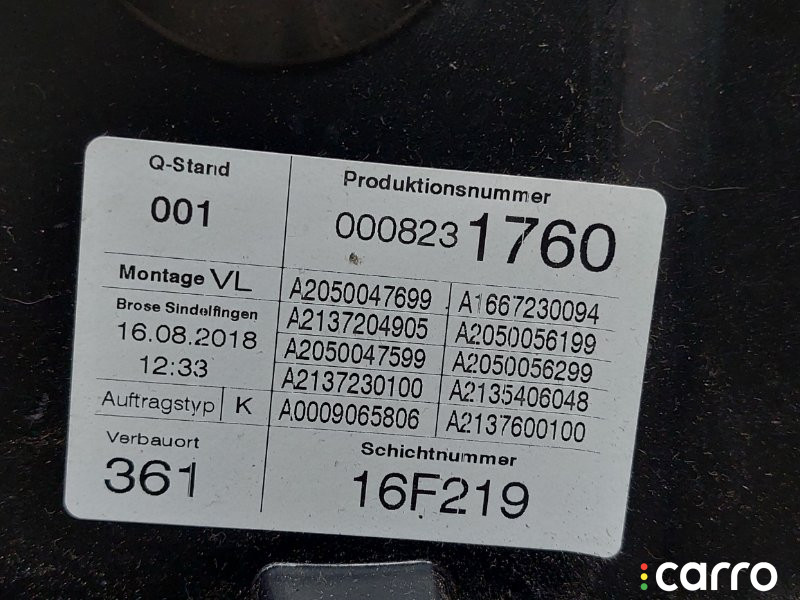 Q-Stand
001
Produktionsnummer
0008231760
Montage VL
Brose Sindelfingen
16.08.2018
12:33
Auftragstyp K
A2050047699 A1667230094
A2137204905 A2050056199
A2050047599 A2050056299
A2137230100 A2135406048
A0009065806 A2137600100
Verbauort
361
Schichtnummer
16F219
carro